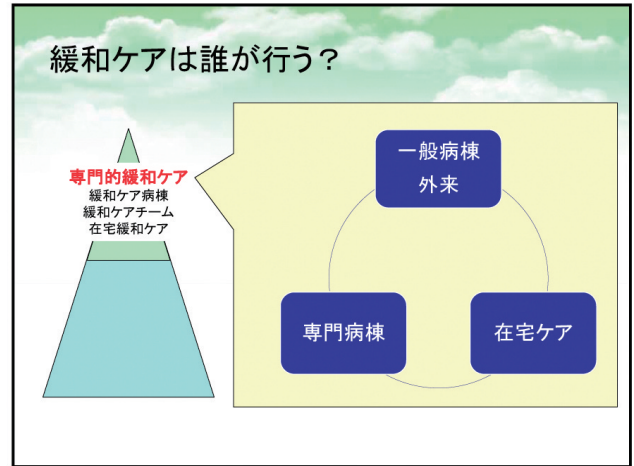 緩和ケアは誰が行う?
専門的緩和ケア
緩和ケア病棟
緩和ケアチーム
在宅緩和ケア
一般病棟
外来
専門病棟
在宅ケア